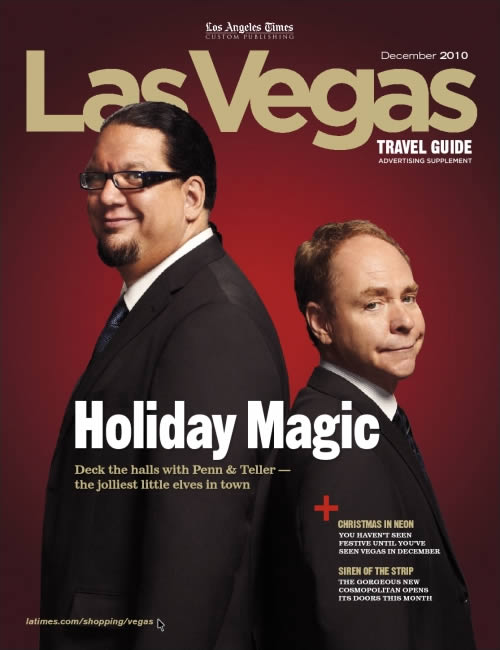 Los Angeles Times
CUSTOM PUBLISHING
December 2010
Las Vegas
TRAVEL GUIDE
ADVERTISING SUPPLEMENT
Holiday Magic
Deck the halls with Penn & Teller —
the jolliest little elves in town
+
CHRISTMAS IN NEON
YOU HAVEN'T SEEN
FESTIVE UNTIL YOU'VE
SEEN VEGAS IN DECEMBER
SIREN OF THE STRIP
THE GORGEOUS NEW
COSMOPOLITAN OPENS
ITS DOORS THIS MONTH
latimes.com/shopping/vegas